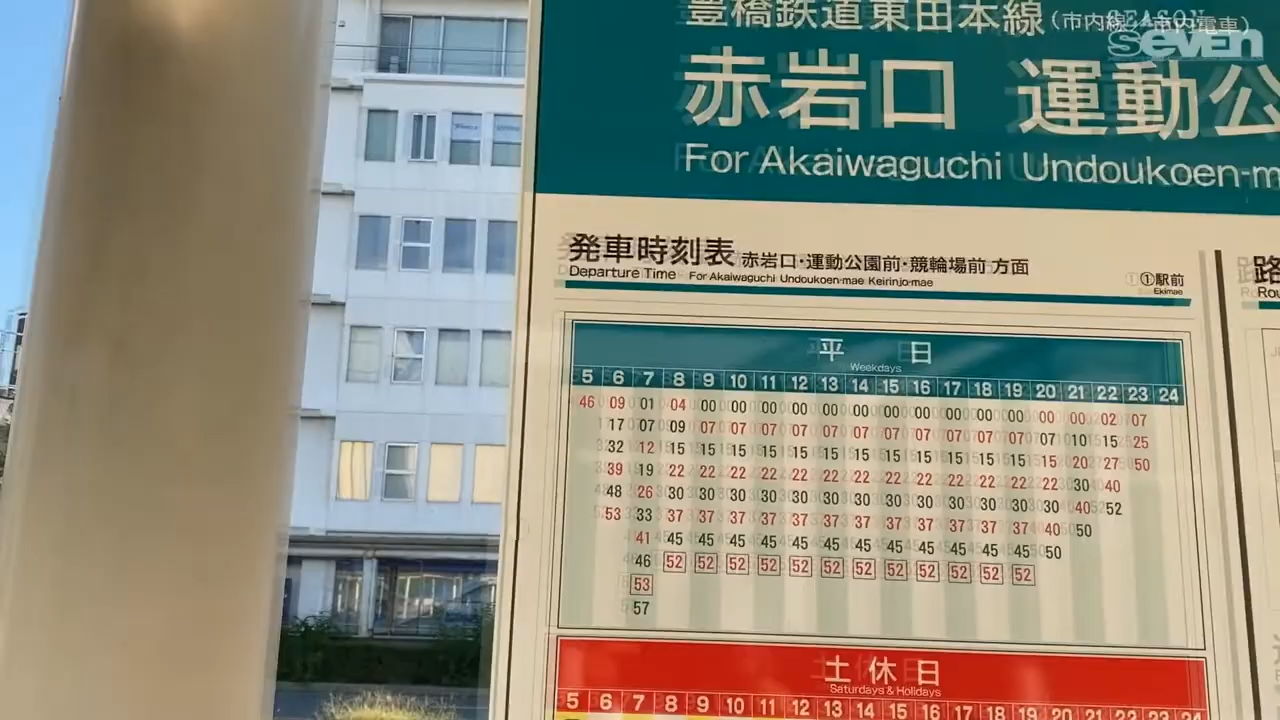 豊橋鉄道東田本線（市内線／市内電車）
SEASON
SEVEN
赤岩口 運動公
For Akaiwaguchi Undoukoen-m
発車時刻表 赤岩口・運動公園前・競輪場前 方面
Departure Time For Akaiwaguchi Undoukoen-mae Keirinjo-mae
①駅前
Ekimae
路
Rou
平日
Weekdays
5 6 7 8 9 10 11 12 13 14 15 16 17 18 19 20 21 22 23 24
46 09 01 04 00 00 00 00 00 00 00 00 00 00 00 00 00 02 07
17 07 09 07 07 07 07 07 07 07 07 07 07 07 07 10 15 25
32 12 15 15 15 15 15 15 15 15 15 15 15 15 15 20 27 50
39 19 22 22 22 22 22 22 22 22 22 22 22 22 22 30 40
48 26 30 30 30 30 30 30 30 30 30 30 30 30 30 40 52
53 33 37 37 37 37 37 37 37 37 37 37 37 37 40 50
41 45 45 45 45 45 45 45 45 45 45 45 45 50
46 52 52 52 52 52 52 52 52 52 52 52 52
53
57
土休日
Saturdays & Holidays
5 6 7 8 9 10 11 12 13 14 15 16 17 18 19 20 21 22 23 24